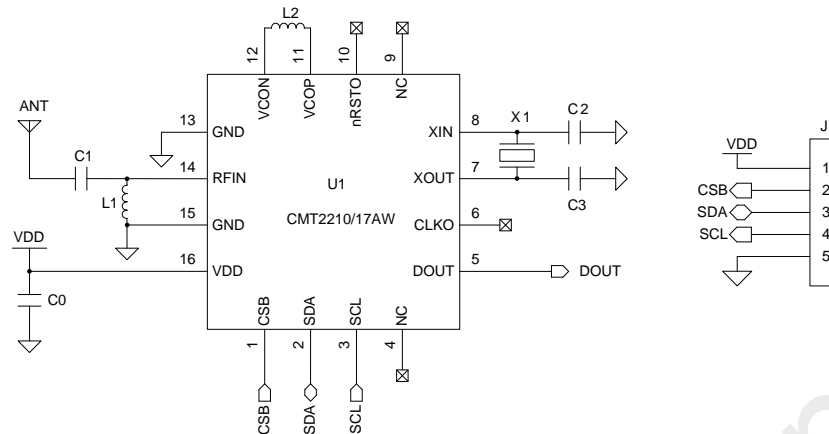 L2
12
11
10
9
VCON
VCOP
nRSTO
NC
ANT
C1
L1
VDD
C0
13
GND
14
RFIN
15
GND
16
VDD
U1
CMT2210/17AW
XIN
8
XOUT
7
CLKO
6
DOUT
5
DOUT
X1
C2
C3
CSB
SDA
SCL
NC
1
2
3
4
CSB
SDA
SCL
J
VDD
1
CSB
2
SDA
3
SCL
4
5